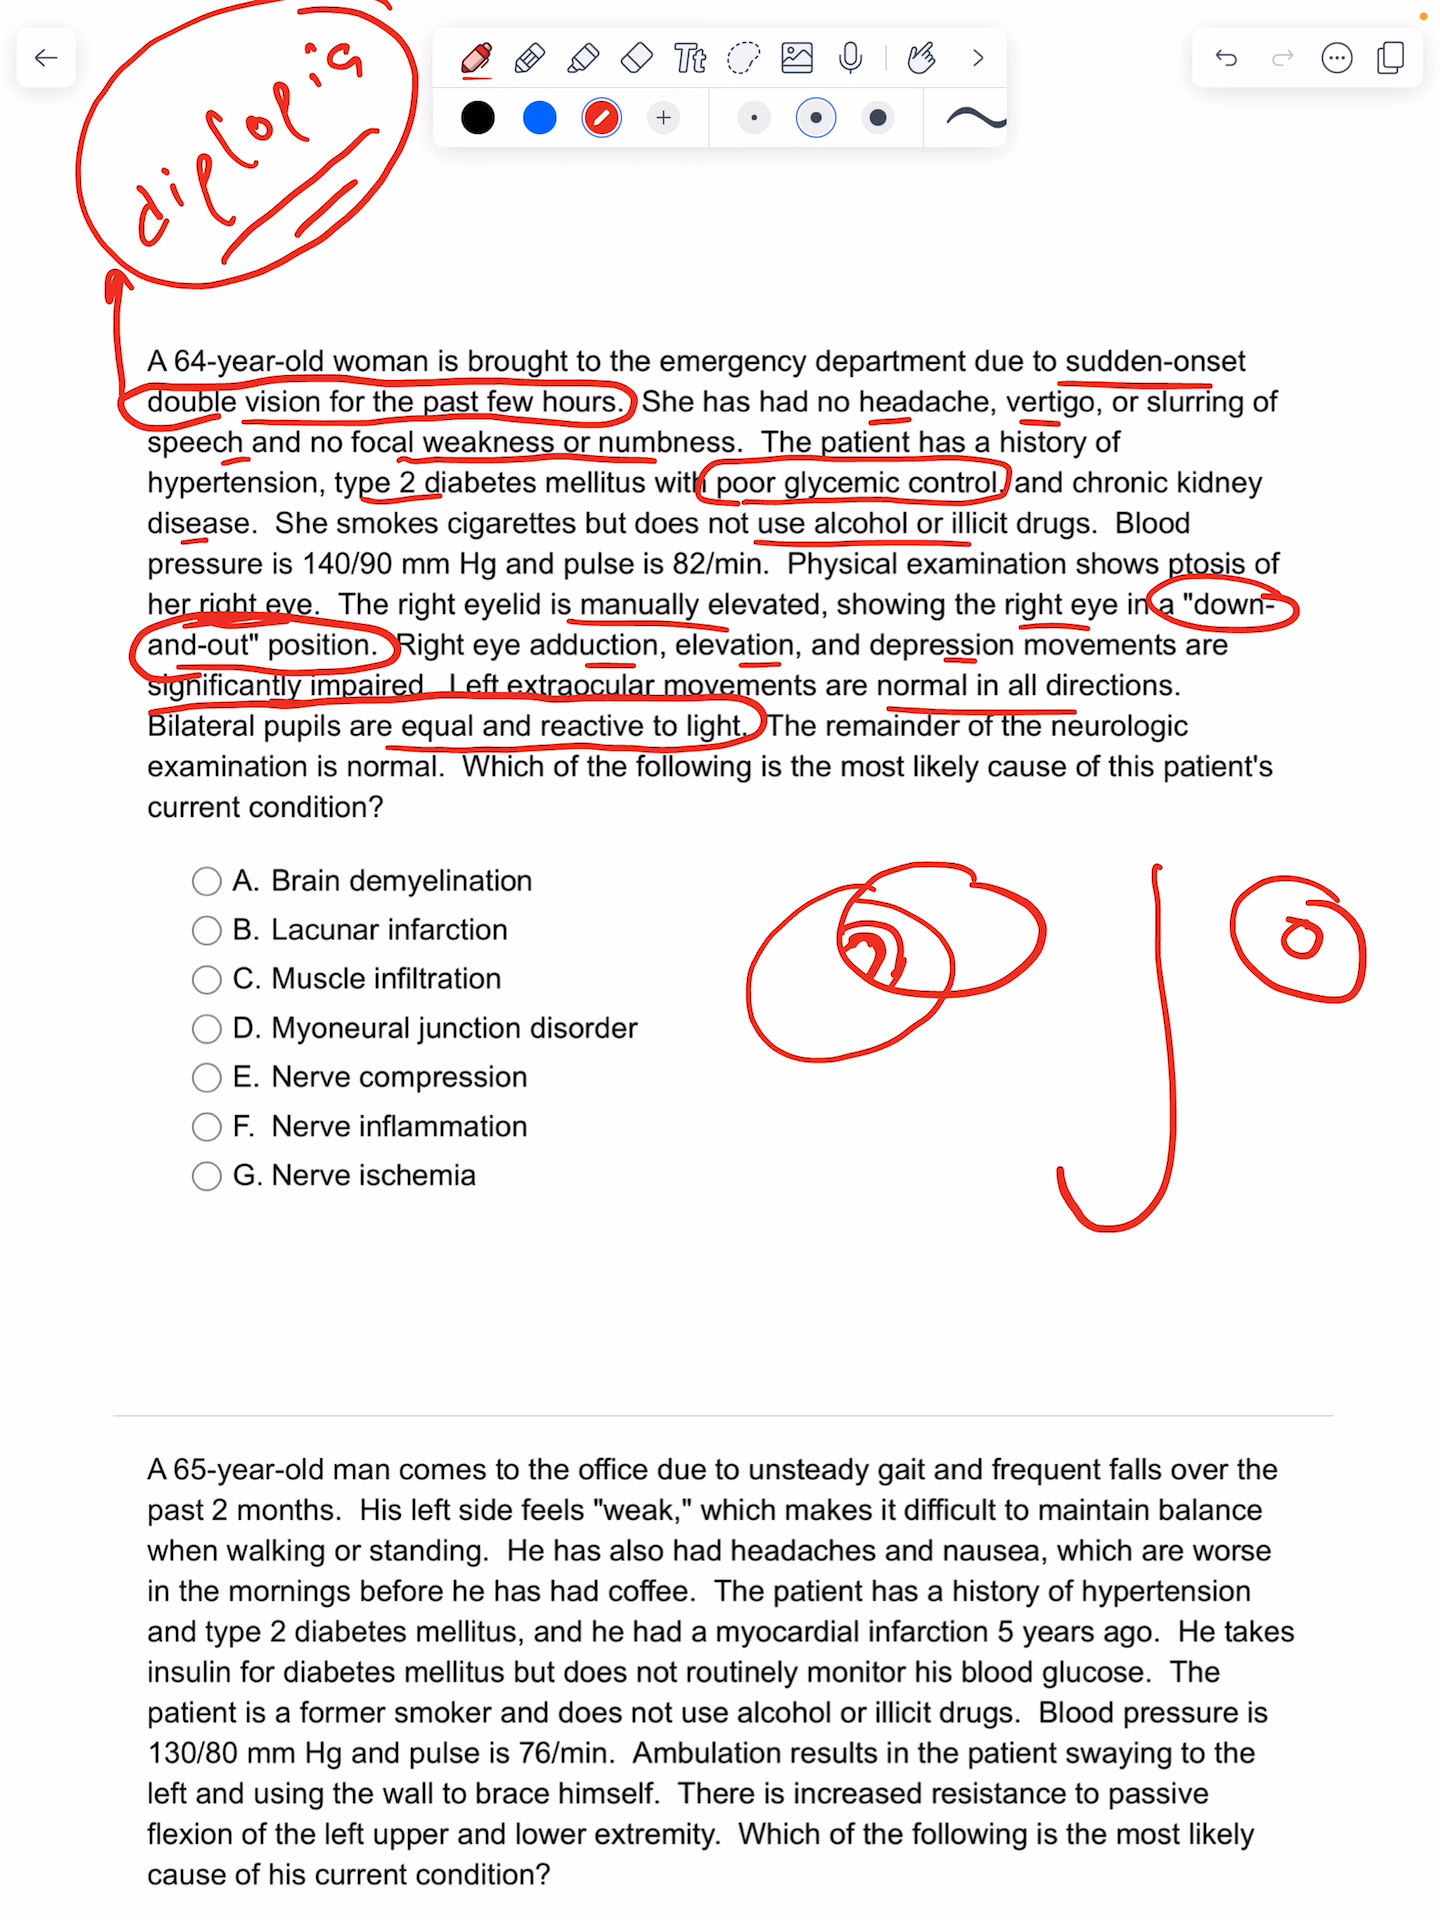 diplopia
Tt
A 64-year-old woman is brought to the emergency department due to sudden-onset
double vision for the past few hours. She has had no headache, vertigo, or slurring of
speech and no focal weakness or numbness. The patient has a history of
hypertension, type 2 diabetes mellitus with poor glycemic control, and chronic kidney
disease. She smokes cigarettes but does not use alcohol or illicit drugs. Blood
pressure is 140/90 mm Hg and pulse is 82/min. Physical examination shows ptosis of
her right eye. The right eyelid is manually elevated, showing the right eye in a "down-
and-out" position. Right eye adduction, elevation, and depression movements are
significantly impaired. Left extraocular movements are normal in all directions.
Bilateral pupils are equal and reactive to light. The remainder of the neurologic
examination is normal. Which of the following is the most likely cause of this patient's
current condition?
A. Brain demyelination
B. Lacunar infarction
C. Muscle infiltration
D. Myoneural junction disorder
E. Nerve compression
F. Nerve inflammation
G. Nerve ischemia
A 65-year-old man comes to the office due to unsteady gait and frequent falls over the
past 2 months. His left side feels "weak," which makes it difficult to maintain balance
when walking or standing. He has also had headaches and nausea, which are worse
in the mornings before he has had coffee. The patient has a history of hypertension
and type 2 diabetes mellitus, and he had a myocardial infarction 5 years ago. He takes
insulin for diabetes mellitus but does not routinely monitor his blood glucose. The
patient is a former smoker and does not use alcohol or illicit drugs. Blood pressure is
130/80 mm Hg and pulse is 76/min. Ambulation results in the patient swaying to the
left and using the wall to brace himself. There is increased resistance to passive
flexion of the left upper and lower extremity. Which of the following is the most likely
cause of his current condition?